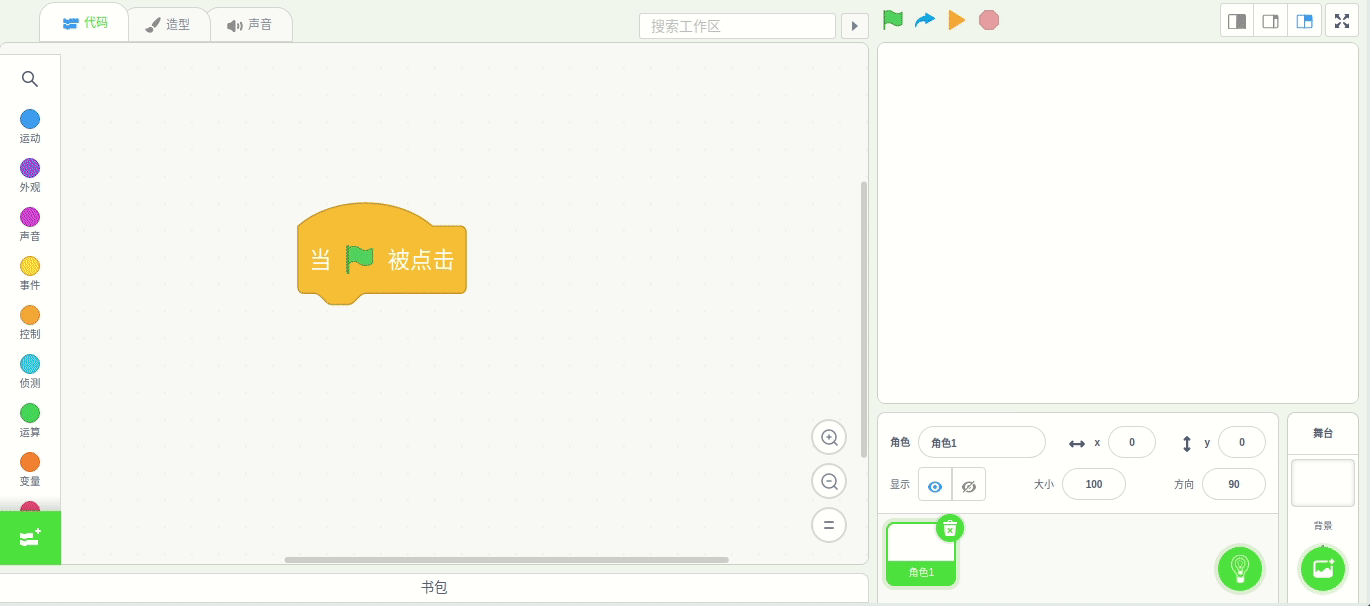 代码
造型
声音
搜索工作区
运动
外观
声音
事件
控制
侦测
运算
变量
当 被点击
书包
角色
角色1
x
0
y
0
显示
大小
100
方向
90
角色1
舞台
背景